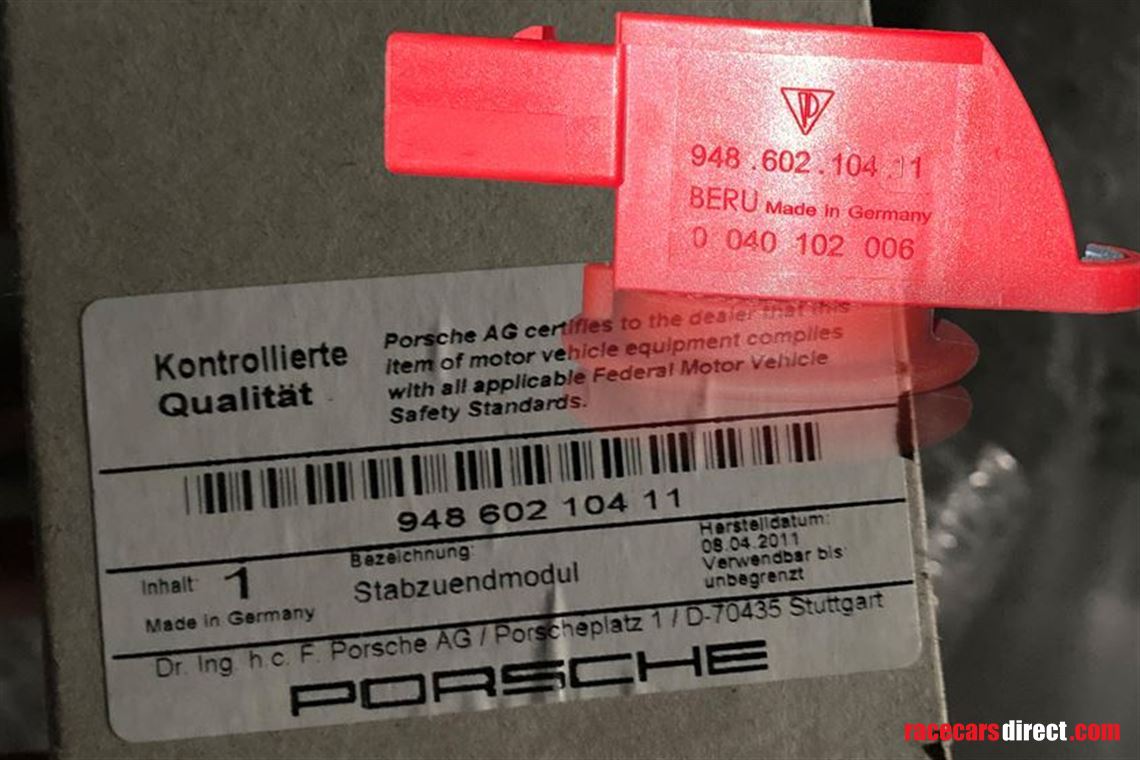 948.602.104.11
BERU Made in Germany
0 040 102 006
Kontrollierte
Qualität
Porsche AG certifies to the dealer that this
item of motor vehicle equipment complies
with all applicable Federal Motor Vehicle
Safety Standards.
948 602 104 11
Inhalt: 1
Made in Germany
Bezeichnung:
Stabzuendmodul
Herstelldatum:
08.04.2011
Verwendbar bis:
unbegrenzt
Dr. Ing. h.c. F. Porsche AG / Porscheplatz 1 / D-70435 Stuttgart
PORSCHE
racecarsdirect.com